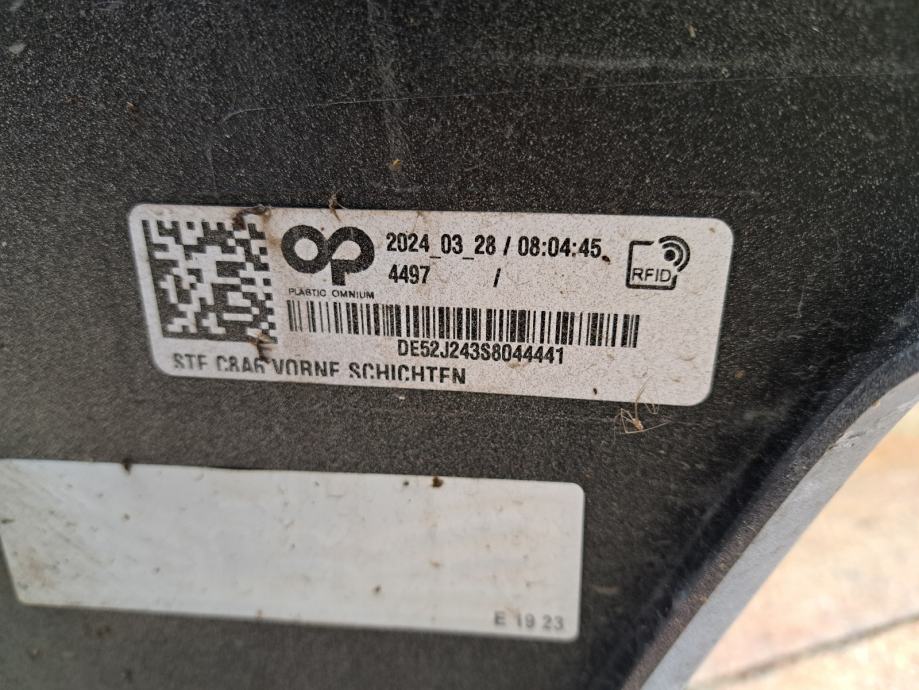 2024_03_28 / 08:04:45
4497 /
PLASTIC OMNIUM
RFID
DE52J243S8044441
STF C8A6 VORNE SCHICHTEN
E 19 23